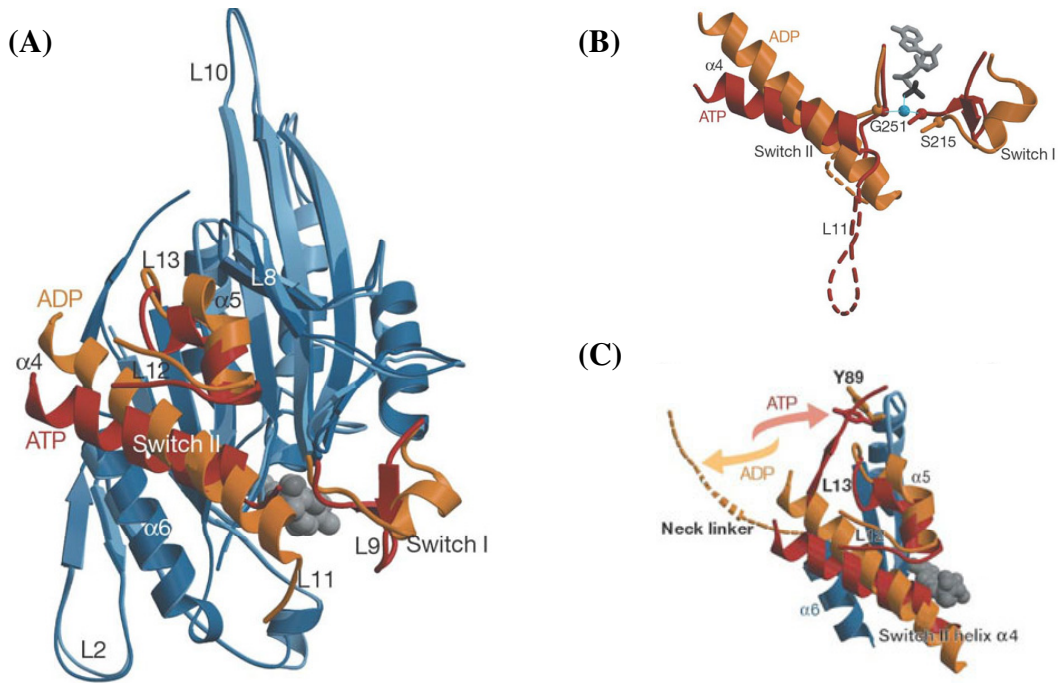 (A)
L10
L13
L8
α5
ADP
α4
L12
ATP
Switch II
α6
L9
Switch I
L11
L2
(B)
ADP
α4
ATP
G251
S215
Switch II
Switch I
L11
(C)
Y89
ATP
ADP
L13
α5
Neck linker
L12
α6
Switch II helix α4